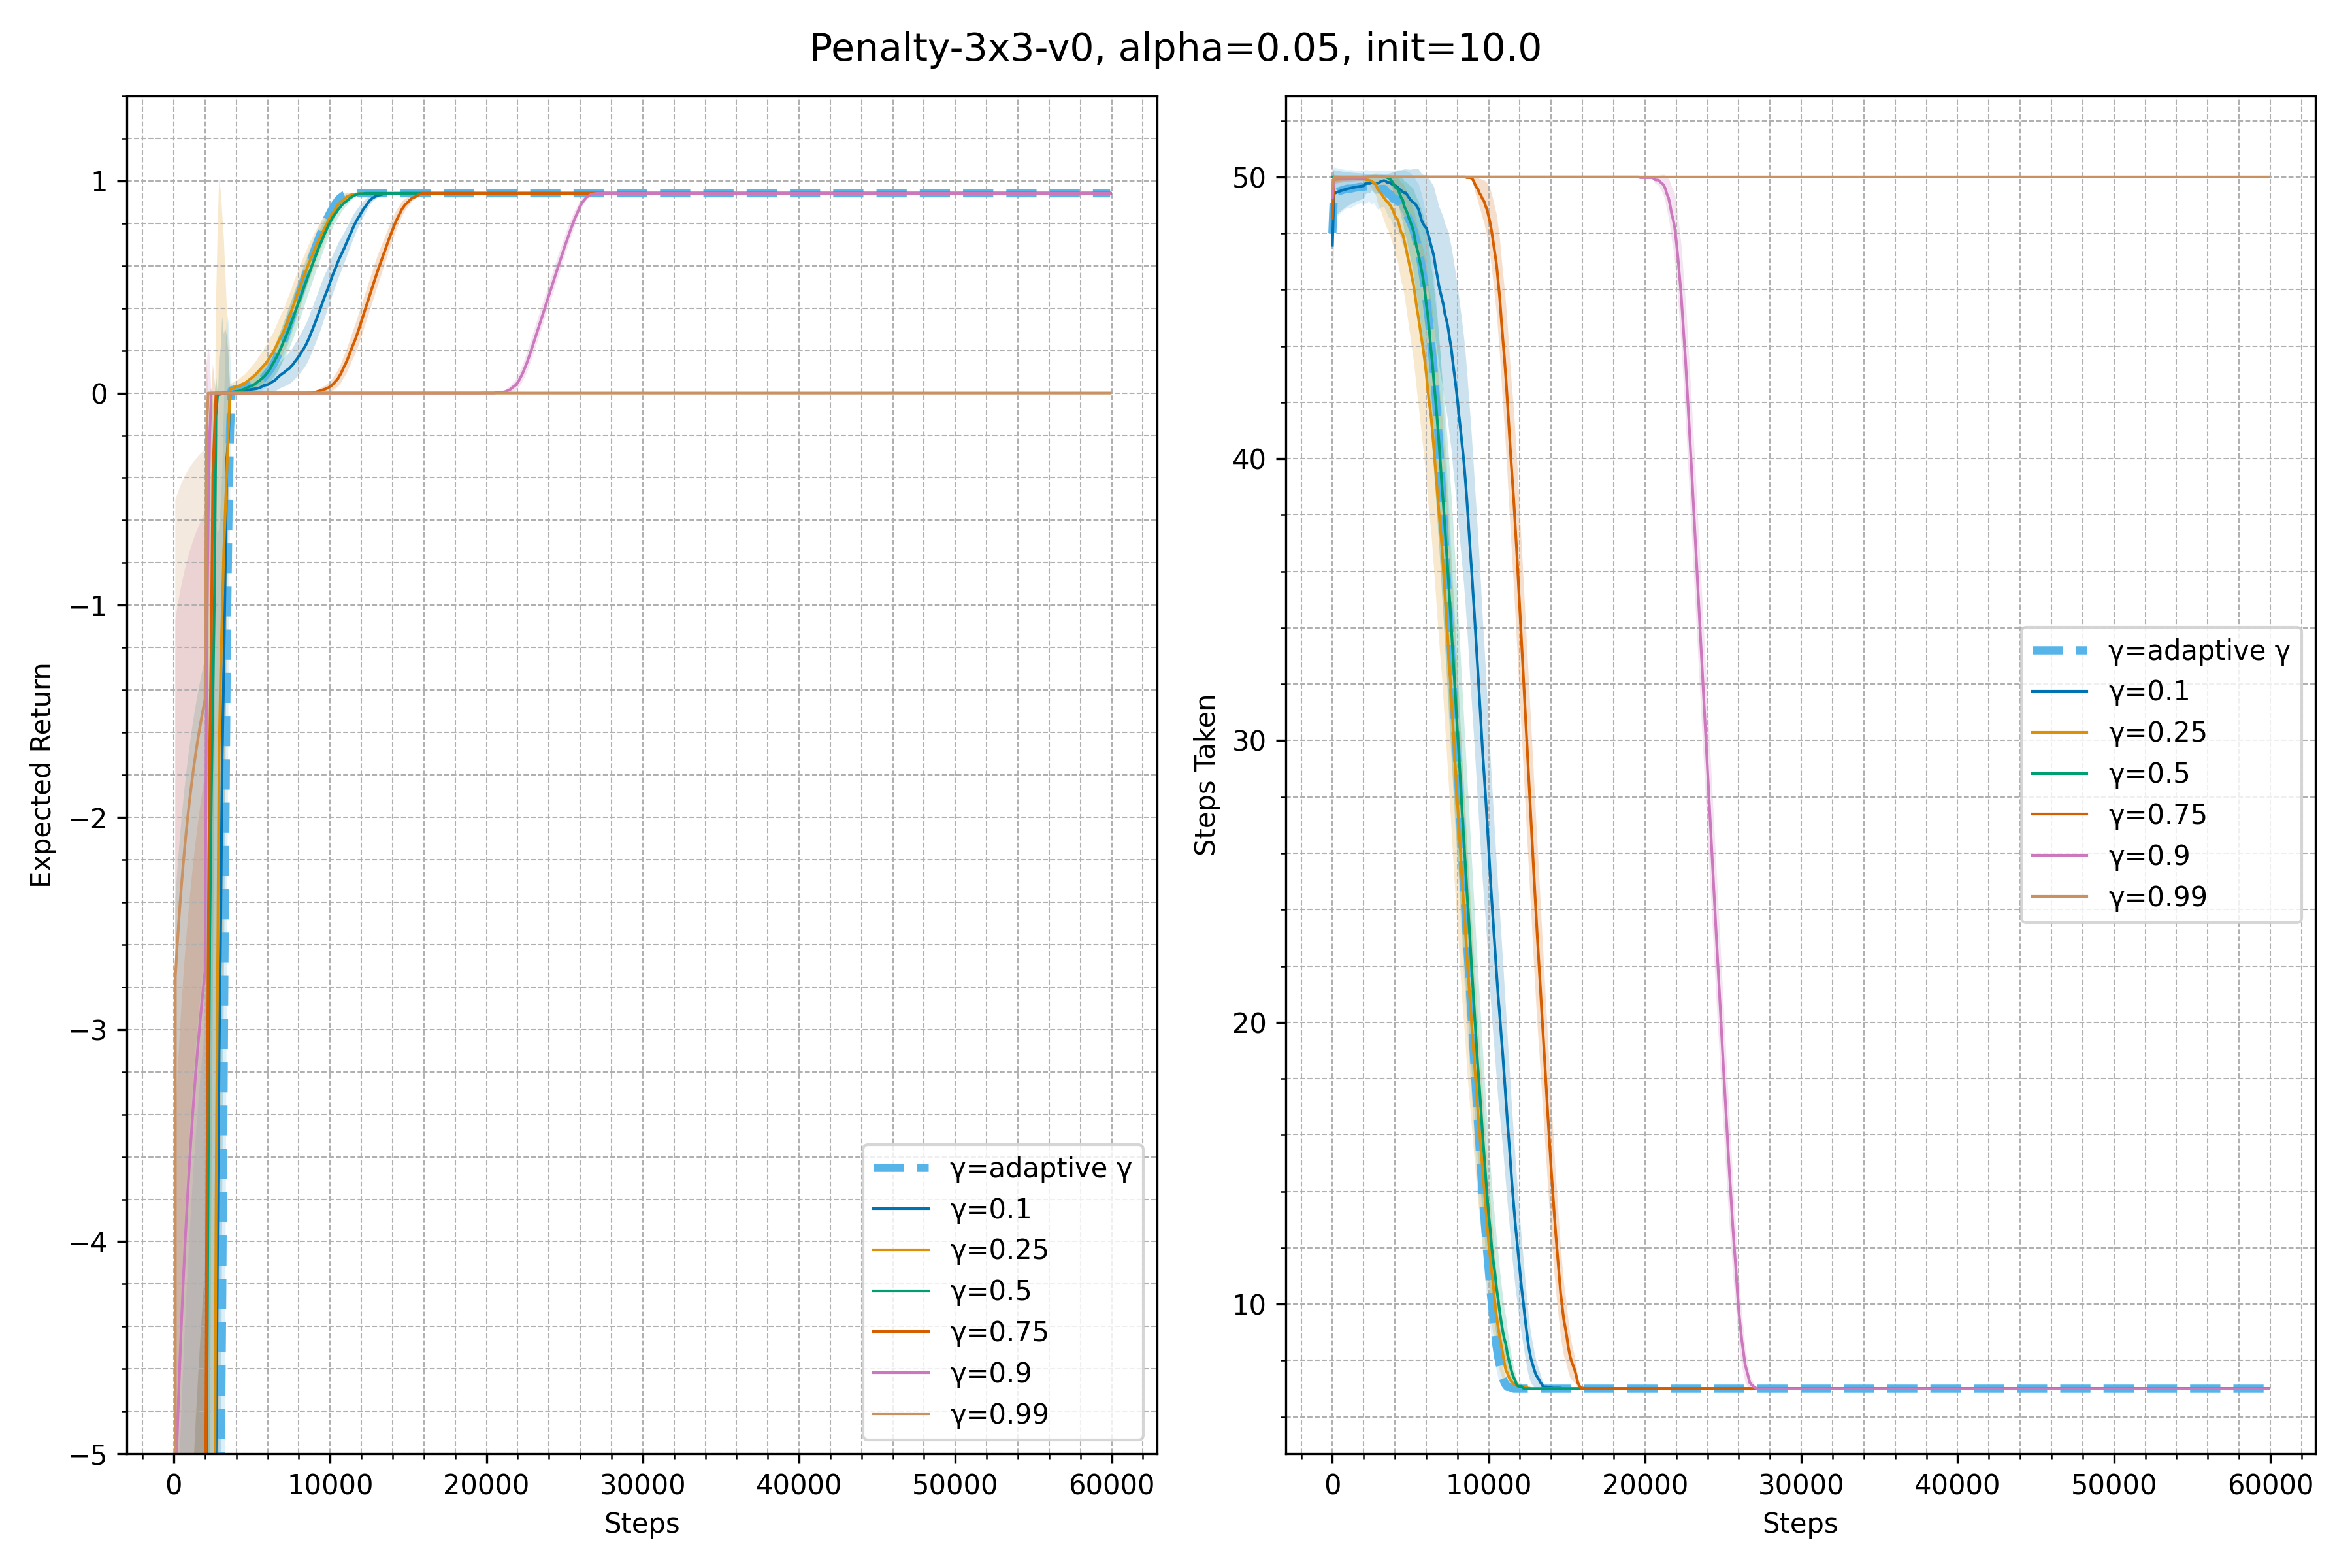 Penalty-3x3-v0, alpha=0.05, init=10.0
Expected Return
1
0
−1
−2
−3
−4
−5
0
10000
20000
30000
40000
50000
60000
Steps
γ=adaptive γ
γ=0.1
γ=0.25
γ=0.5
γ=0.75
γ=0.9
γ=0.99
Steps Taken
50
40
30
20
10
0
10000
20000
30000
40000
50000
60000
Steps
γ=adaptive γ
γ=0.1
γ=0.25
γ=0.5
γ=0.75
γ=0.9
γ=0.99